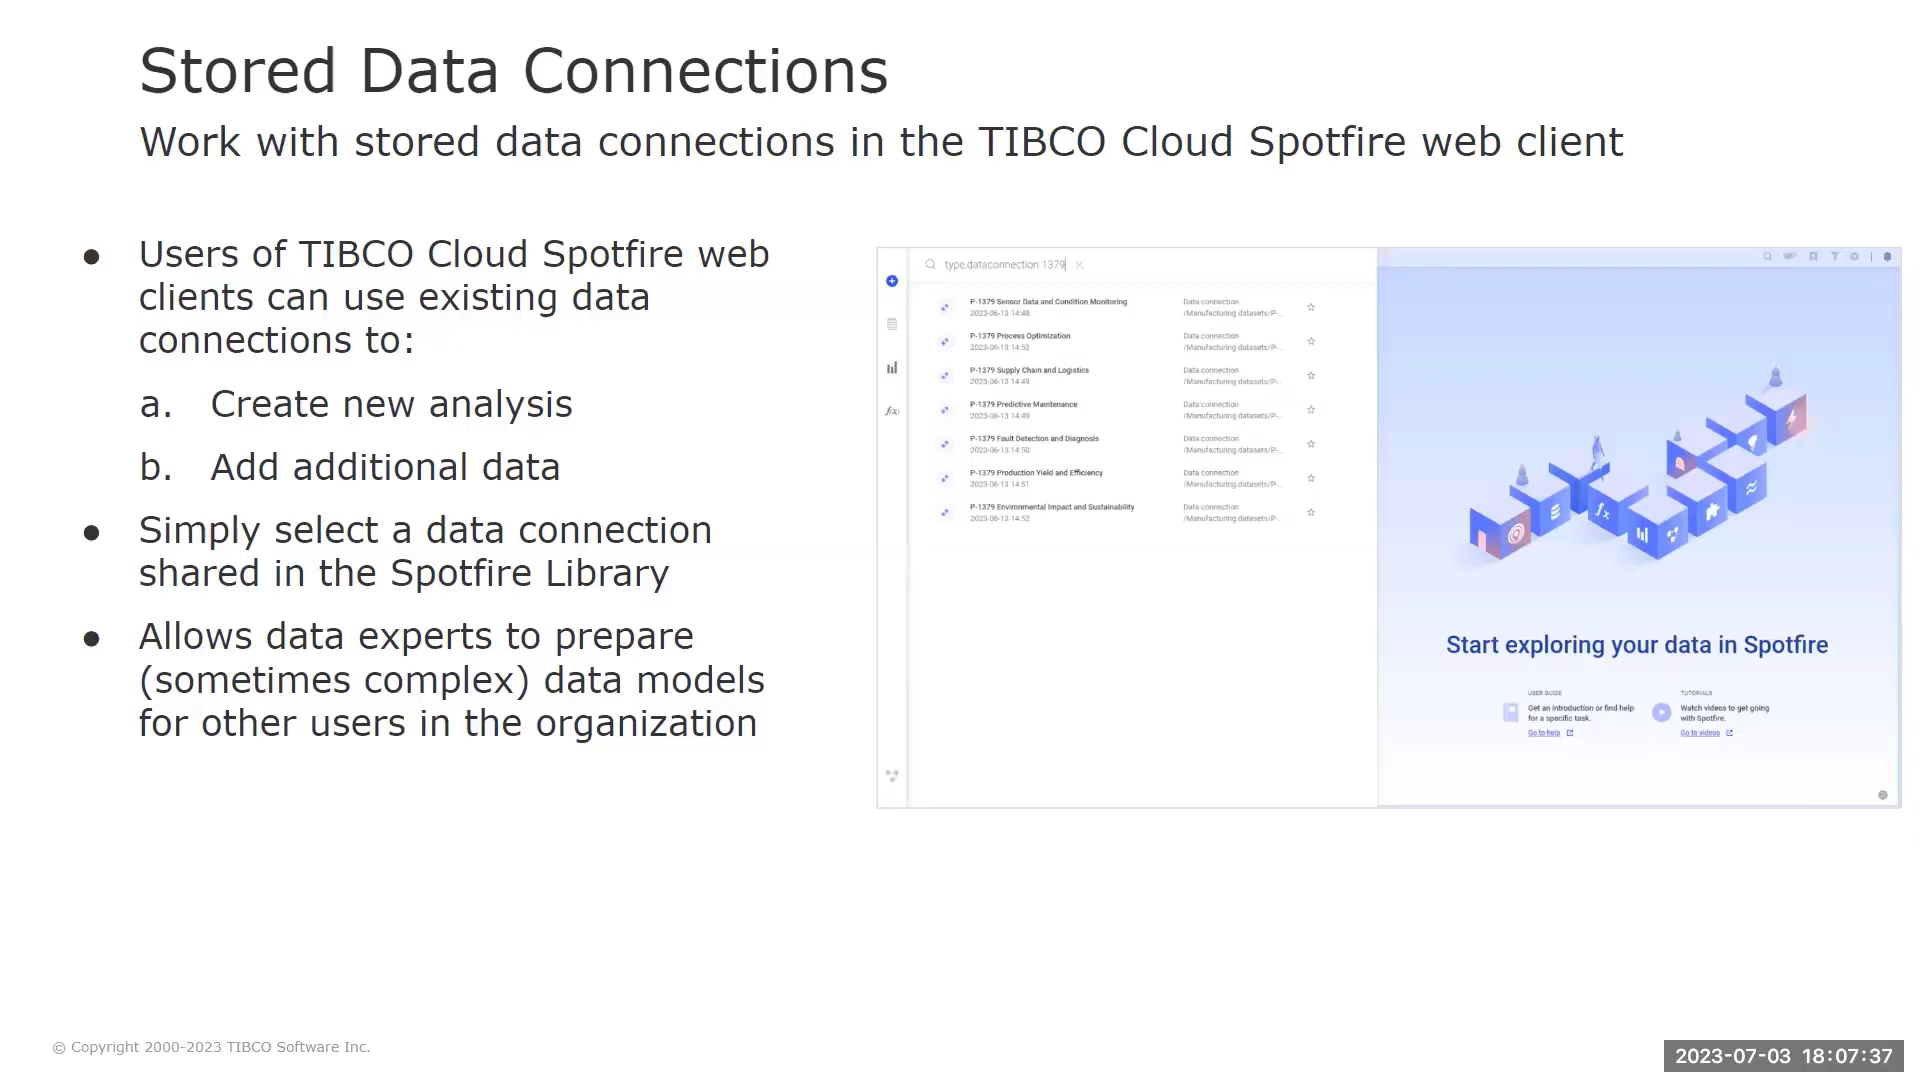 Stored Data Connections
Work with stored data connections in the TIBCO Cloud Spotfire web client
● Users of TIBCO Cloud Spotfire web
clients can use existing data
connections to:
a. Create new analysis
b. Add additional data
● Simply select a data connection
shared in the Spotfire Library
● Allows data experts to prepare
(sometimes complex) data models
for other users in the organization
type.dataconnection 1379
P-1379 Sensor Data and Condition Monitoring Data connection
2023-06-13 14:48 /Manufacturing datasets/P-...
P-1379 Process Optimization Data connection
2023-06-13 14:52 /Manufacturing datasets/P-...
P-1379 Supply Chain and Logistics Data connection
2023-06-13 14:49 /Manufacturing datasets/P-...
P-1379 Predictive Maintenance Data connection
2023-06-13 14:49 /Manufacturing datasets/P-...
P-1379 Fault Detection and Diagnosis Data connection
2023-06-13 14:50 /Manufacturing datasets/P-...
P-1379 Production Yield and Efficiency Data connection
2023-06-13 14:51 /Manufacturing datasets/P-...
P-1379 Environmental Impact and Sustainability Data connection
2023-06-13 14:52 /Manufacturing datasets/P-...
f(x)
fx
Start exploring your data in Spotfire
USER GUIDE
Get an introduction or find help
for a specific task.
Go to help
TUTORIALS
Watch videos to get going
with Spotfire.
Go to videos
© Copyright 2000-2023 TIBCO Software Inc.
2023-07-03 18:07:37